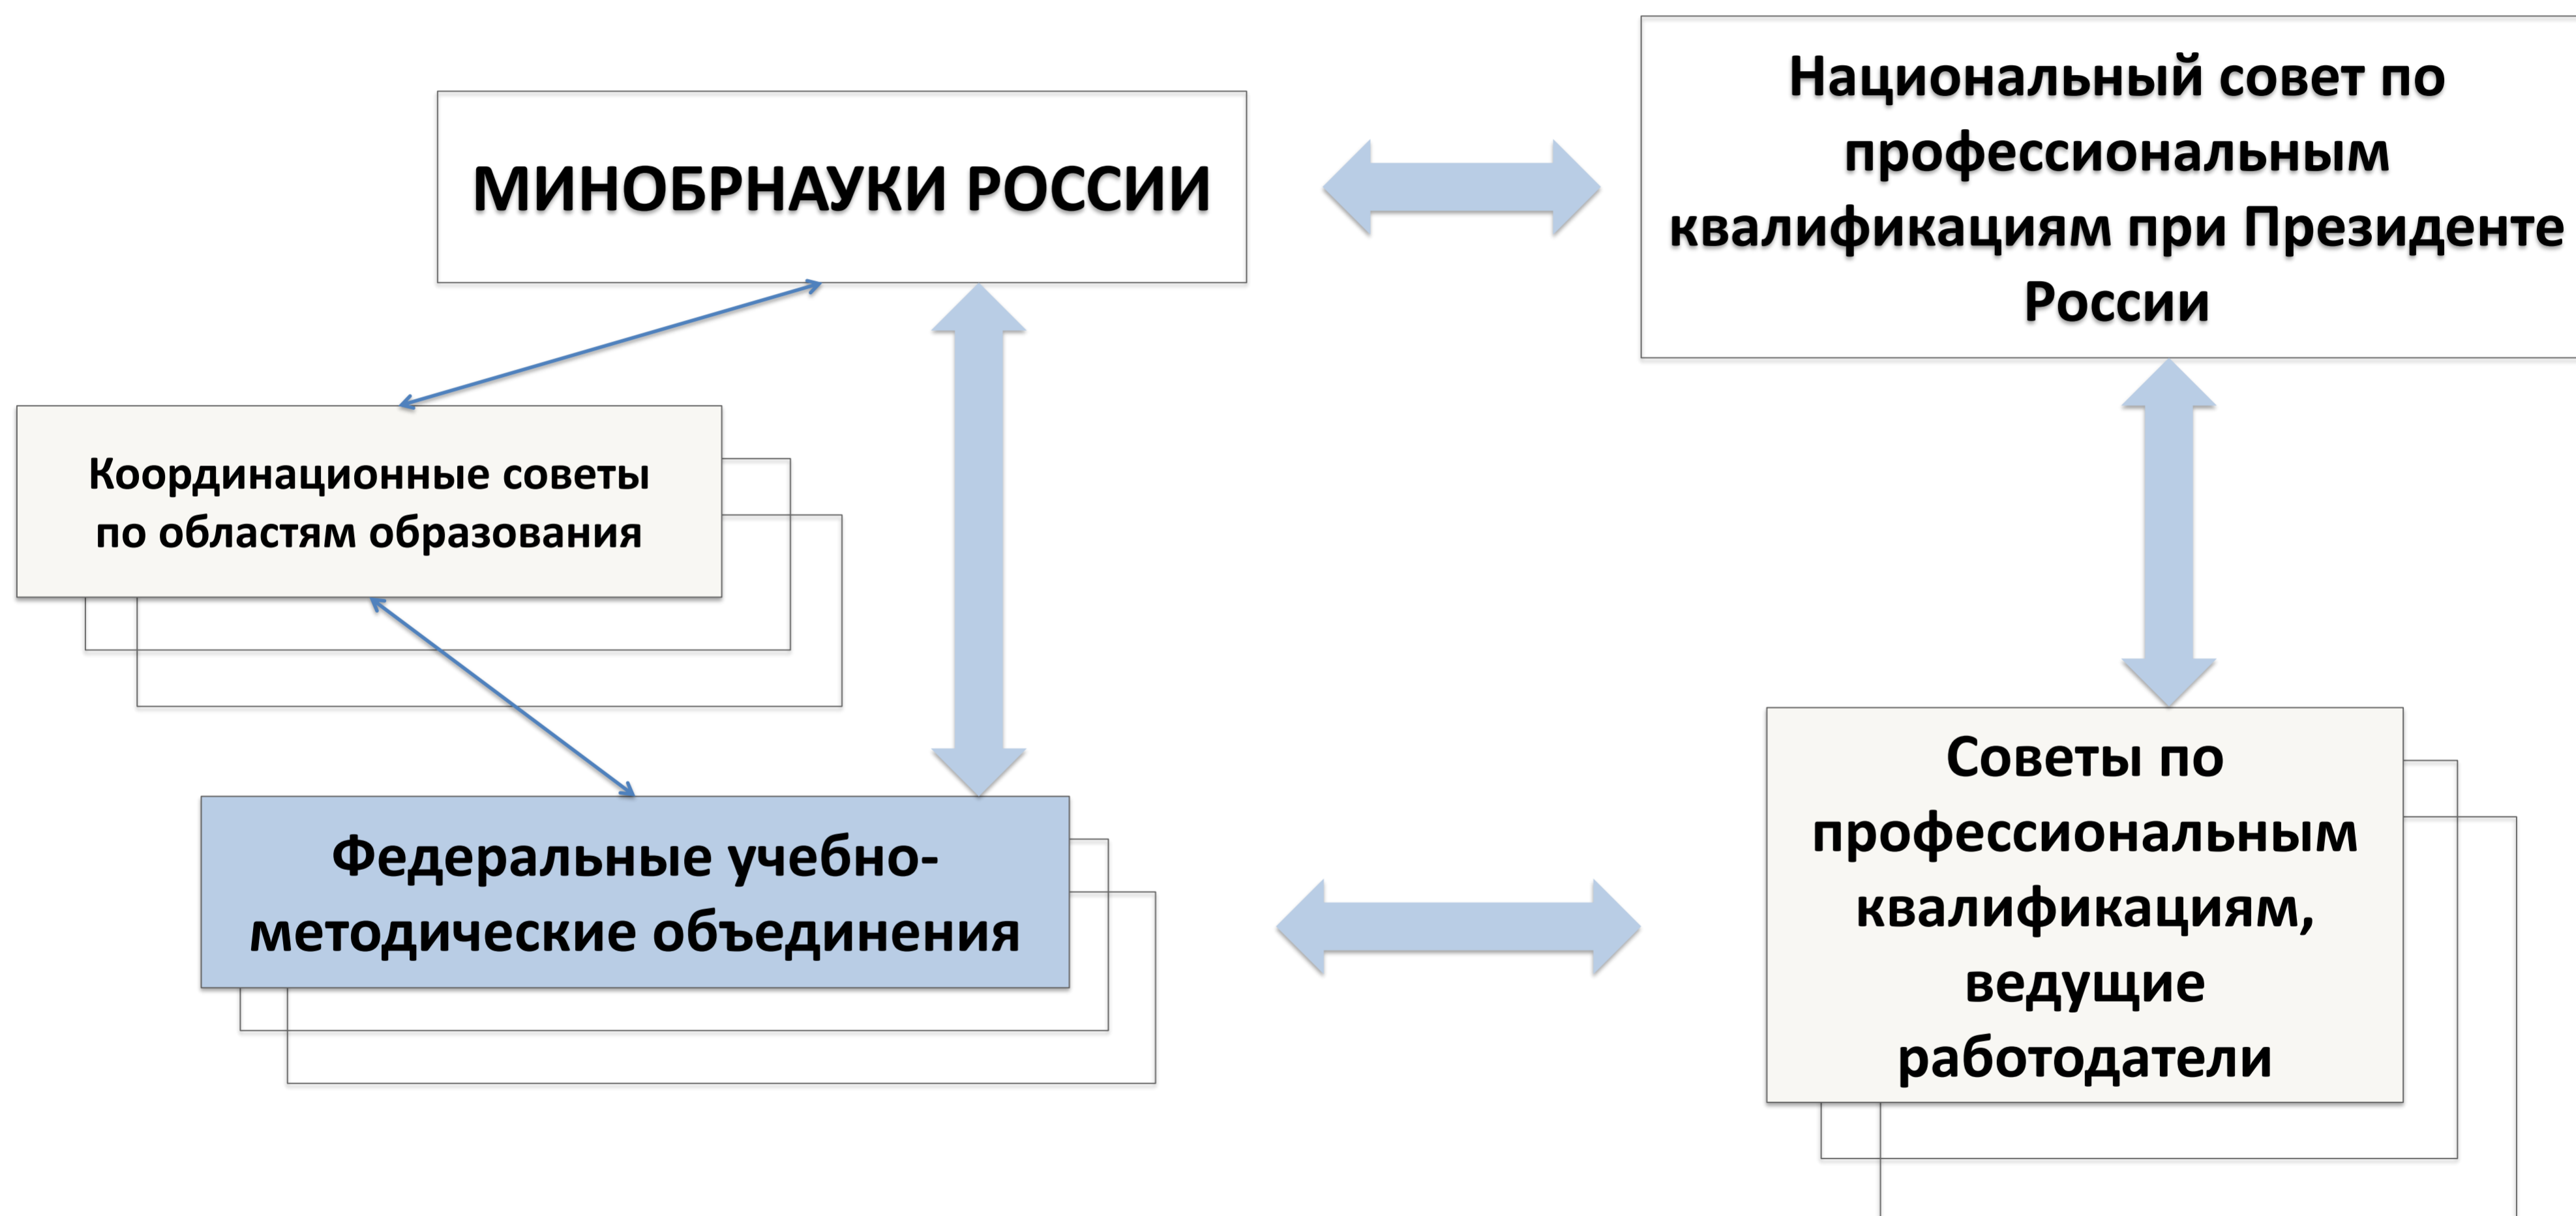 МИНОБРНАУКИ РОССИИ
Национальный совет по
профессиональным
квалификациям при Президенте
России
Координационные советы
по областям образования
Федеральные учебно-
методические объединения
Советы по
профессиональным
квалификациям,
ведущие
работодатели